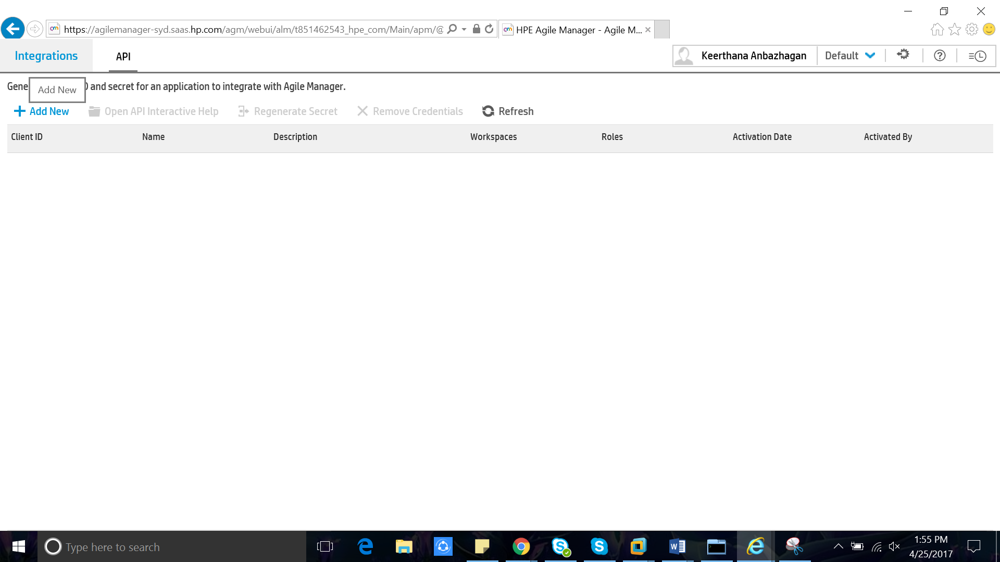 https://agilemanager-syd.saas.hp.com/agm/webui/alm/t851462543_hpe_com/Main/apm/@
HPE Agile Manager - Agile M...
Integrations
API
Keerthana Anbazhagan
Default
Gene
and secret for an application to integrate with Agile Manager.
Add New
Add New
Open API Interactive Help
Regenerate Secret
Remove Credentials
Refresh
Client ID
Name
Description
Workspaces
Roles
Activation Date
Activated By
Type here to search
1:55 PM
4/25/2017